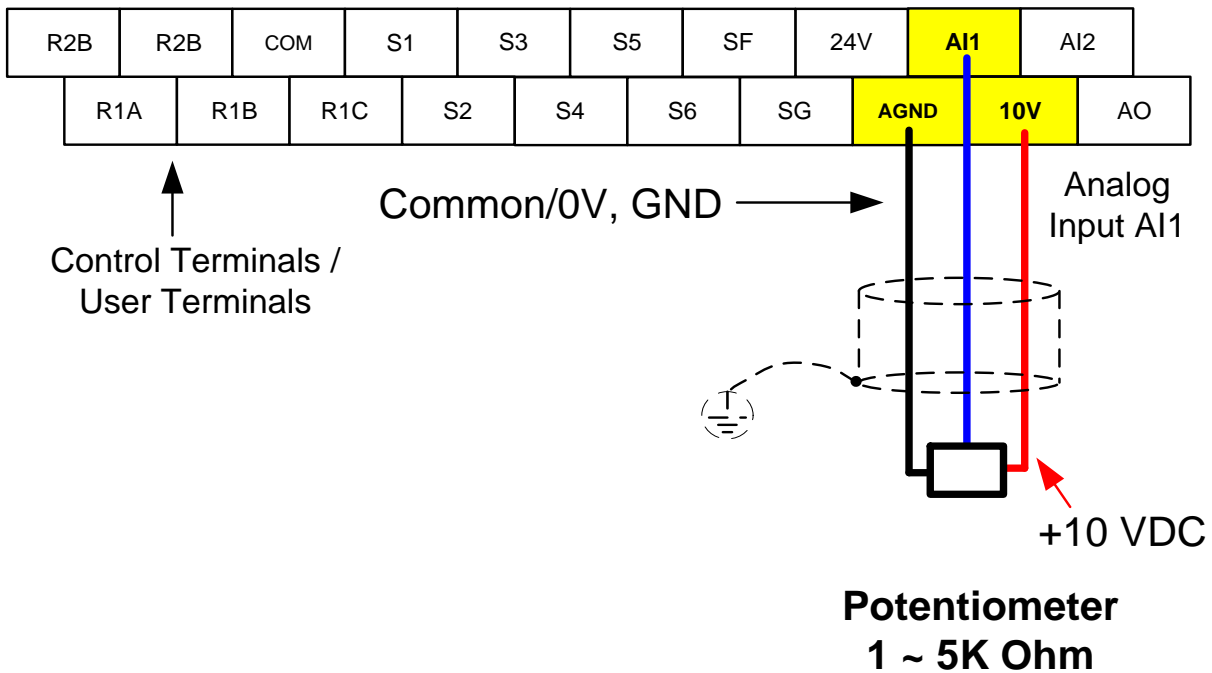 R2B R2B COM S1 S3 S5 SF 24V AI1 AI2
R1A R1B R1C S2 S4 S6 SG AGND 10V AO
Common/0V, GND
Analog
Input AI1
Control Terminals /
User Terminals
+10 VDC
Potentiometer
1 ~ 5K Ohm